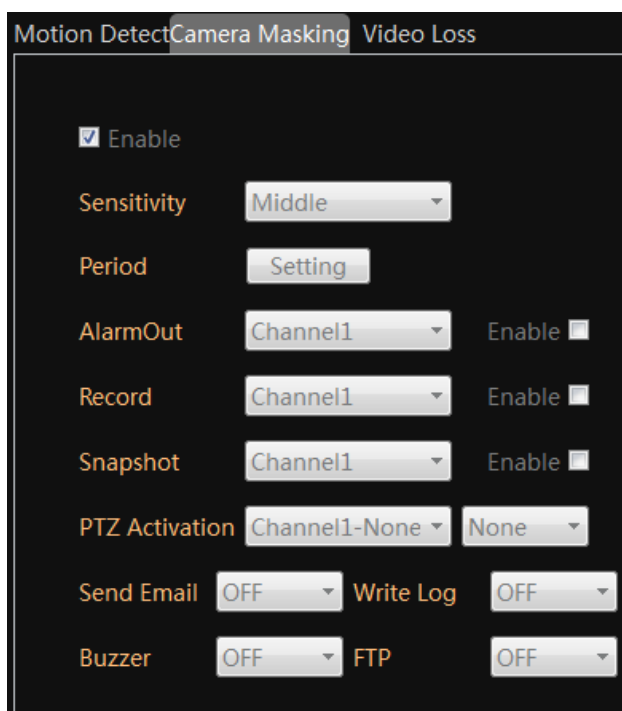 Motion Detect Camera Masking Video Loss
Enable
Sensitivity Middle
Period Setting
AlarmOut Channel1 Enable
Record Channel1 Enable
Snapshot Channel1 Enable
PTZ Activation Channel1-None None
Send Email OFF Write Log OFF
Buzzer OFF FTP OFF